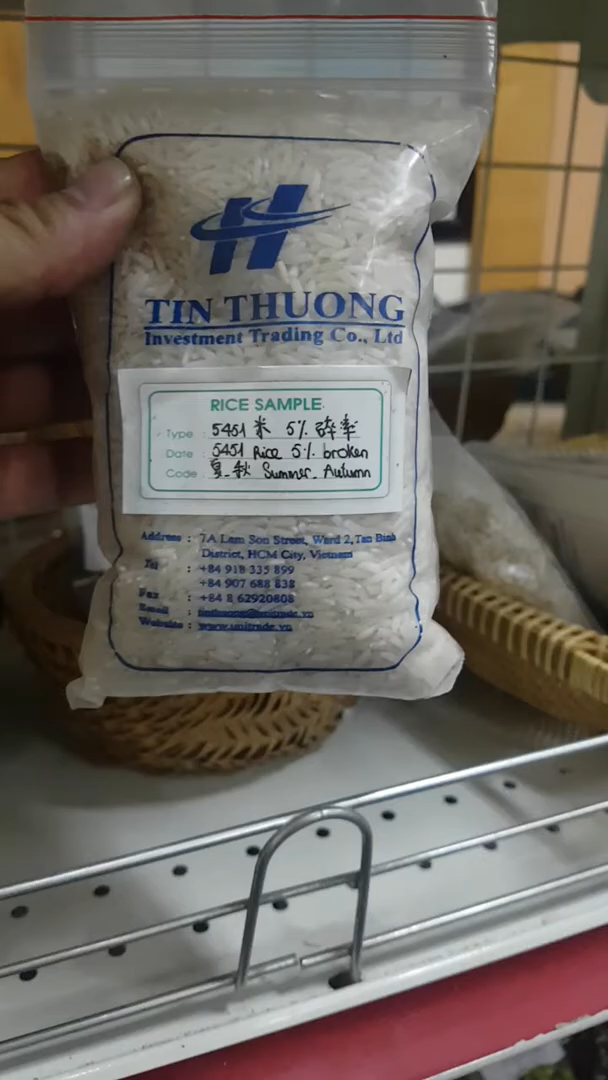 H
TIN THUONG
Investment Trading Co., Ltd
RICE SAMPLE
Type : 5451 米 5% 碎率
Date : 5451 Rice 5% broken
Code : 夏-秋 Summer-Autumn
Address : 7A Lam Son Street, Ward 2, Tan Binh
District, HCM City, Vietnam
Tel : +84 918 335 899
+84 907 688 838
Fax : +84 8 62920808
Email :
Website : www.unitrade.vn